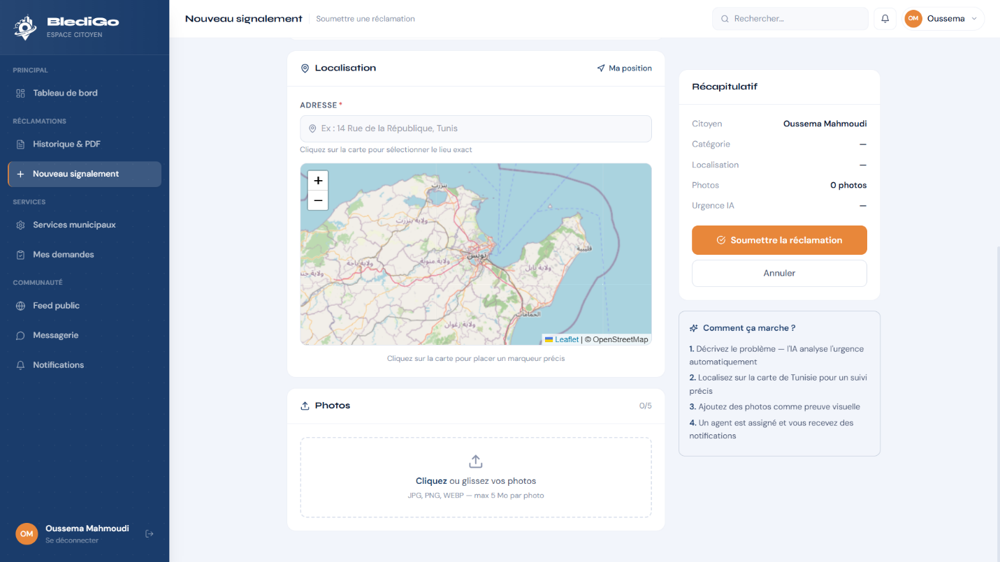 BlediGo
ESPACE CITOYEN
PRINCIPAL
Tableau de bord
RÉCLAMATIONS
Historique & PDF
Nouveau signalement
SERVICES
Services municipaux
Mes demandes
COMMUNAUTÉ
Feed public
Messagerie
Notifications
OM
Oussema Mahmoudi
Se déconnecter
Nouveau signalement
Soumettre une réclamation
Rechercher...
OM
Oussema
Localisation
Ma position
ADRESSE *
Ex : 14 Rue de la République, Tunis
Cliquez sur la carte pour sélectionner le lieu exact
+
−
بنزرت
ولاية بنزرت
قليبية
تونس
ولاية منوبة
ولاية باجة
ولاية نابل
الحمامات
ولاية زغوان
Leaflet | © OpenStreetMap
Cliquez sur la carte pour placer un marqueur précis
Photos
0/5
Cliquez ou glissez vos photos
JPG, PNG, WEBP — max 5 Mo par photo
Récapitulatif
Citoyen
Oussema Mahmoudi
Catégorie
—
Localisation
—
Photos
0 photos
Urgence IA
—
Soumettre la réclamation
Annuler
Comment ça marche ?
1. Décrivez le problème — l'IA analyse l'urgence
automatiquement
2. Localisez sur la carte de Tunisie pour un suivi
précis
3. Ajoutez des photos comme preuve visuelle
4. Un agent est assigné et vous recevez des
notifications